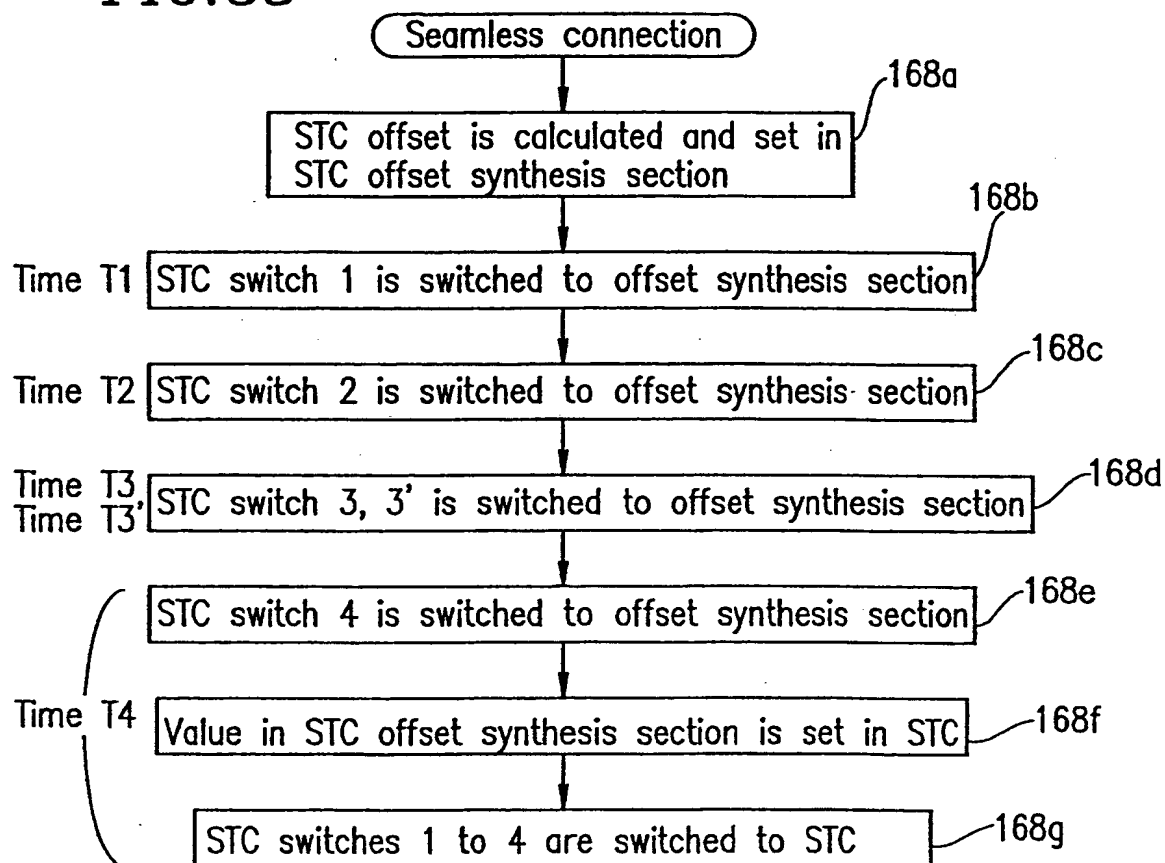 Seamless connection
168a
STC offset is calculated and set in
STC offset synthesis section
168b
Time T1 STC switch 1 is switched to offset synthesis section
168c
Time T2 STC switch 2 is switched to offset synthesis section
168d
Time T3,
Time T3' STC switch 3, 3' is switched to offset synthesis section
STC switch 4 is switched to offset synthesis section 168e
Time T4 Value in STC offset synthesis section is set in STC 168f
STC switches 1 to 4 are switched to STC 168g